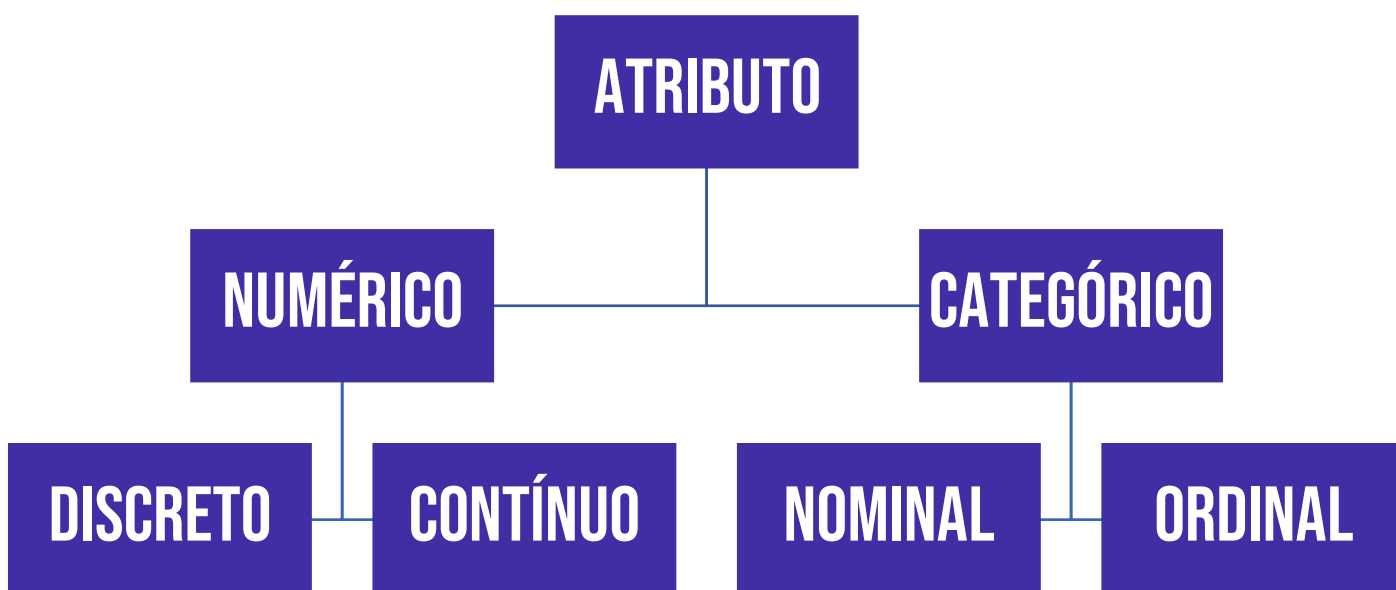 ATRIBUTO
NUMÉRICO
CATEGÓRICO
DISCRETO
CONTÍNUO
NOMINAL
ORDINAL